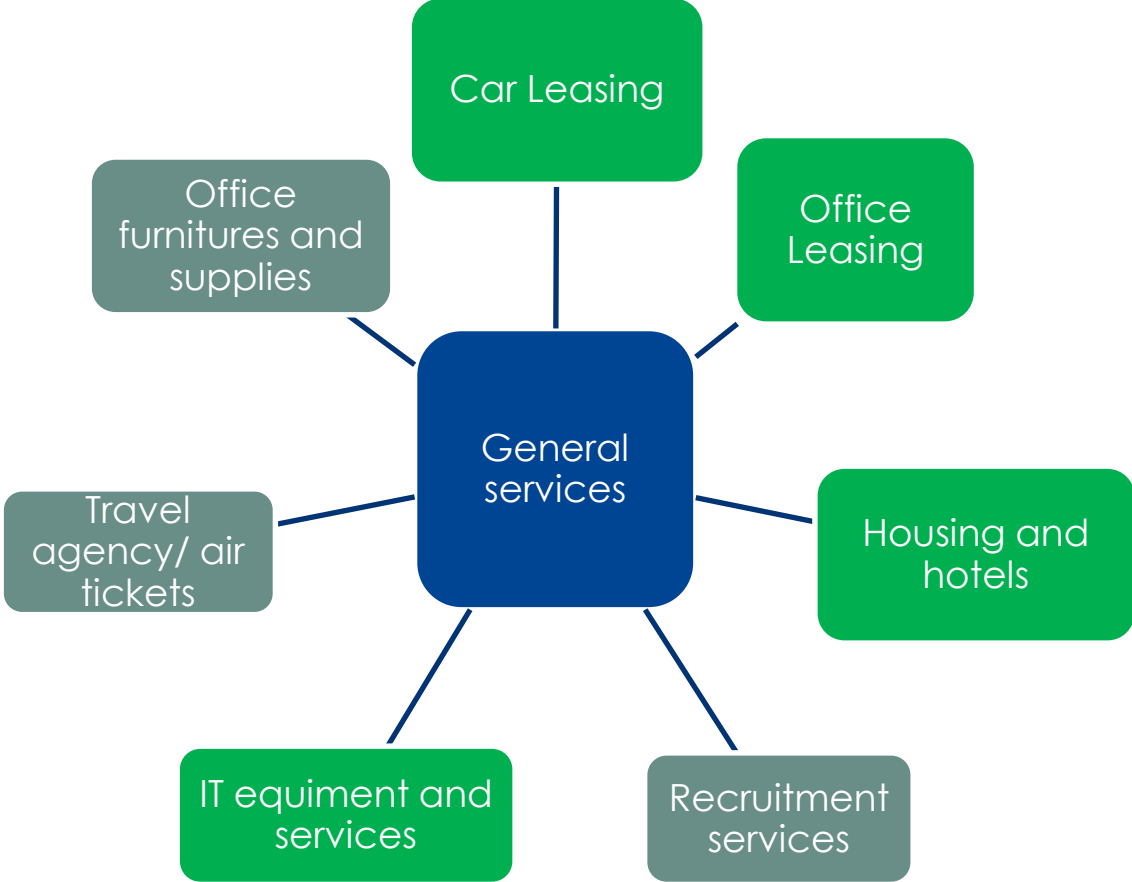 Car Leasing
Office
furnitures and
supplies
Office
Leasing
General
services
Travel
agency/ air
tickets
Housing and
hotels
IT equiment and
services
Recruitment
services